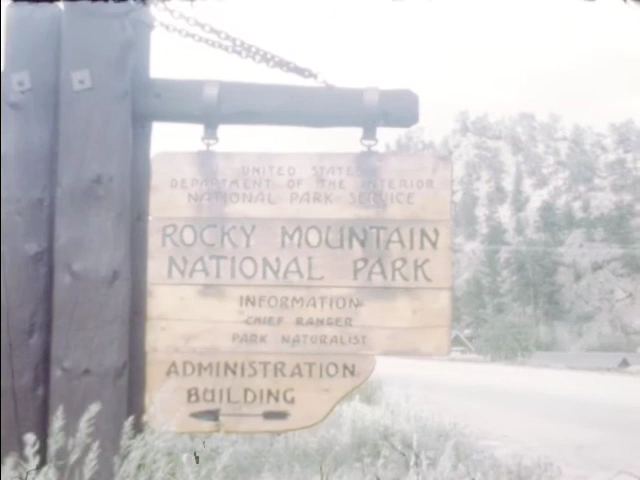 UNITED STATES
DEPARTMENT OF THE INTERIOR
NATIONAL PARK SERVICE
ROCKY MOUNTAIN
NATIONAL PARK
INFORMATION
CHIEF RANGER
PARK NATURALIST
ADMINISTRATION
BUILDING